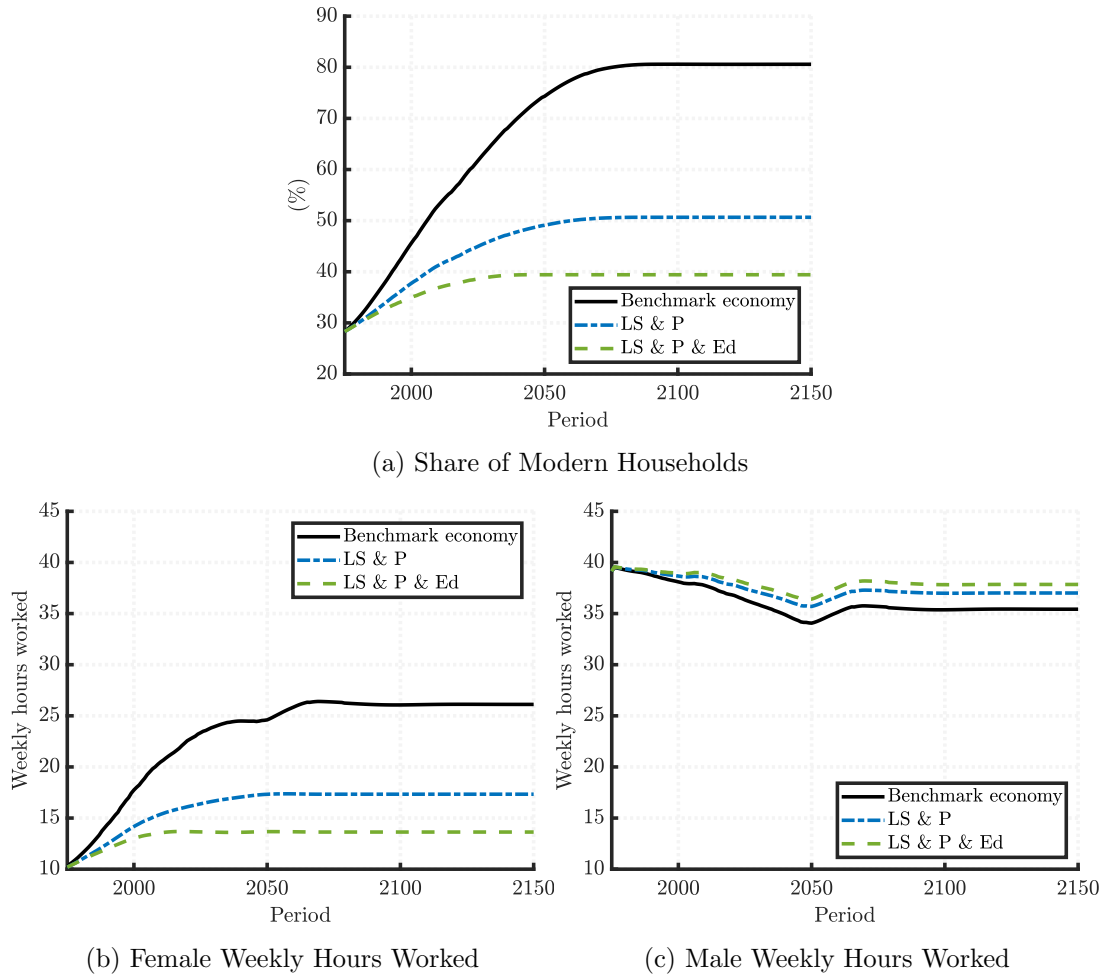 90
80
70
60
50
40
30
20
(%)
2000 2050 2100 2150
Period
Benchmark economy
LS & P
LS & P & Ed
(a) Share of Modern Households
45
40
35
30
25
20
15
10
Weekly hours worked
2000 2050 2100 2150
Period
Benchmark economy
LS & P
LS & P & Ed
(b) Female Weekly Hours Worked
45
40
35
30
25
20
15
10
Weekly hours worked
2000 2050 2100 2150
Period
Benchmark economy
LS & P
LS & P & Ed
(c) Male Weekly Hours Worked